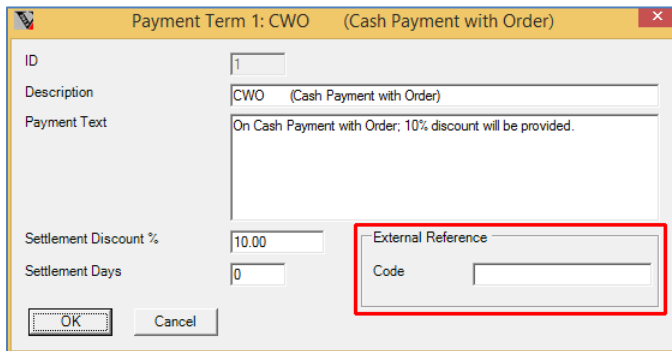 Payment Term 1: CWO (Cash Payment with Order)
ID
1
Description
CWO (Cash Payment with Order)
Payment Text
On Cash Payment with Order; 10% discount will be provided.
Settlement Discount %
10.00
External Reference
Settlement Days
0
Code
OK
Cancel